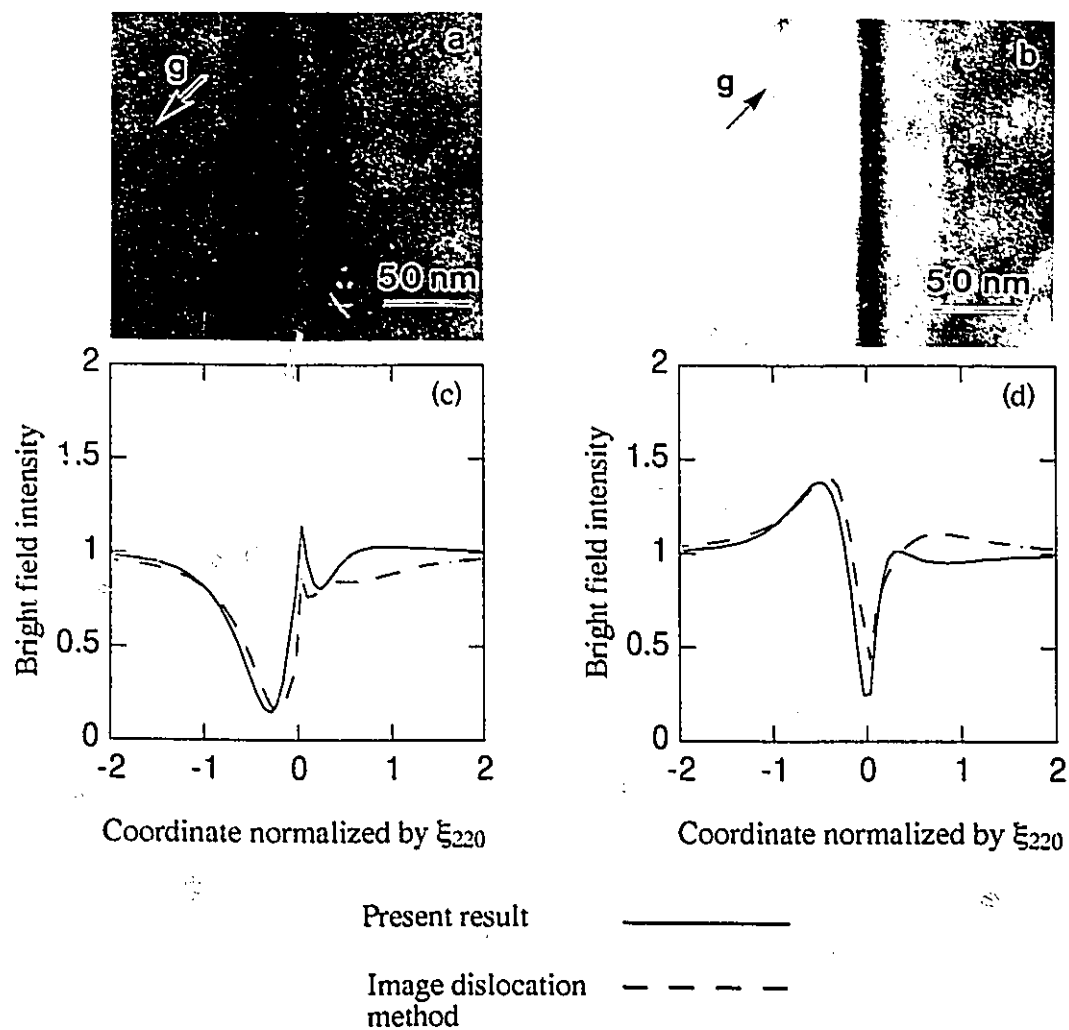 a
g
50 nm
b
g
50 nm
(c)
Bright field intensity
2
1.5
1
0.5
0
-2 -1 0 1 2
Coordinate normalized by ξ220
(d)
Bright field intensity
2
1.5
1
0.5
0
-2 -1 0 1 2
Coordinate normalized by ξ220
Present result
Image dislocation
method